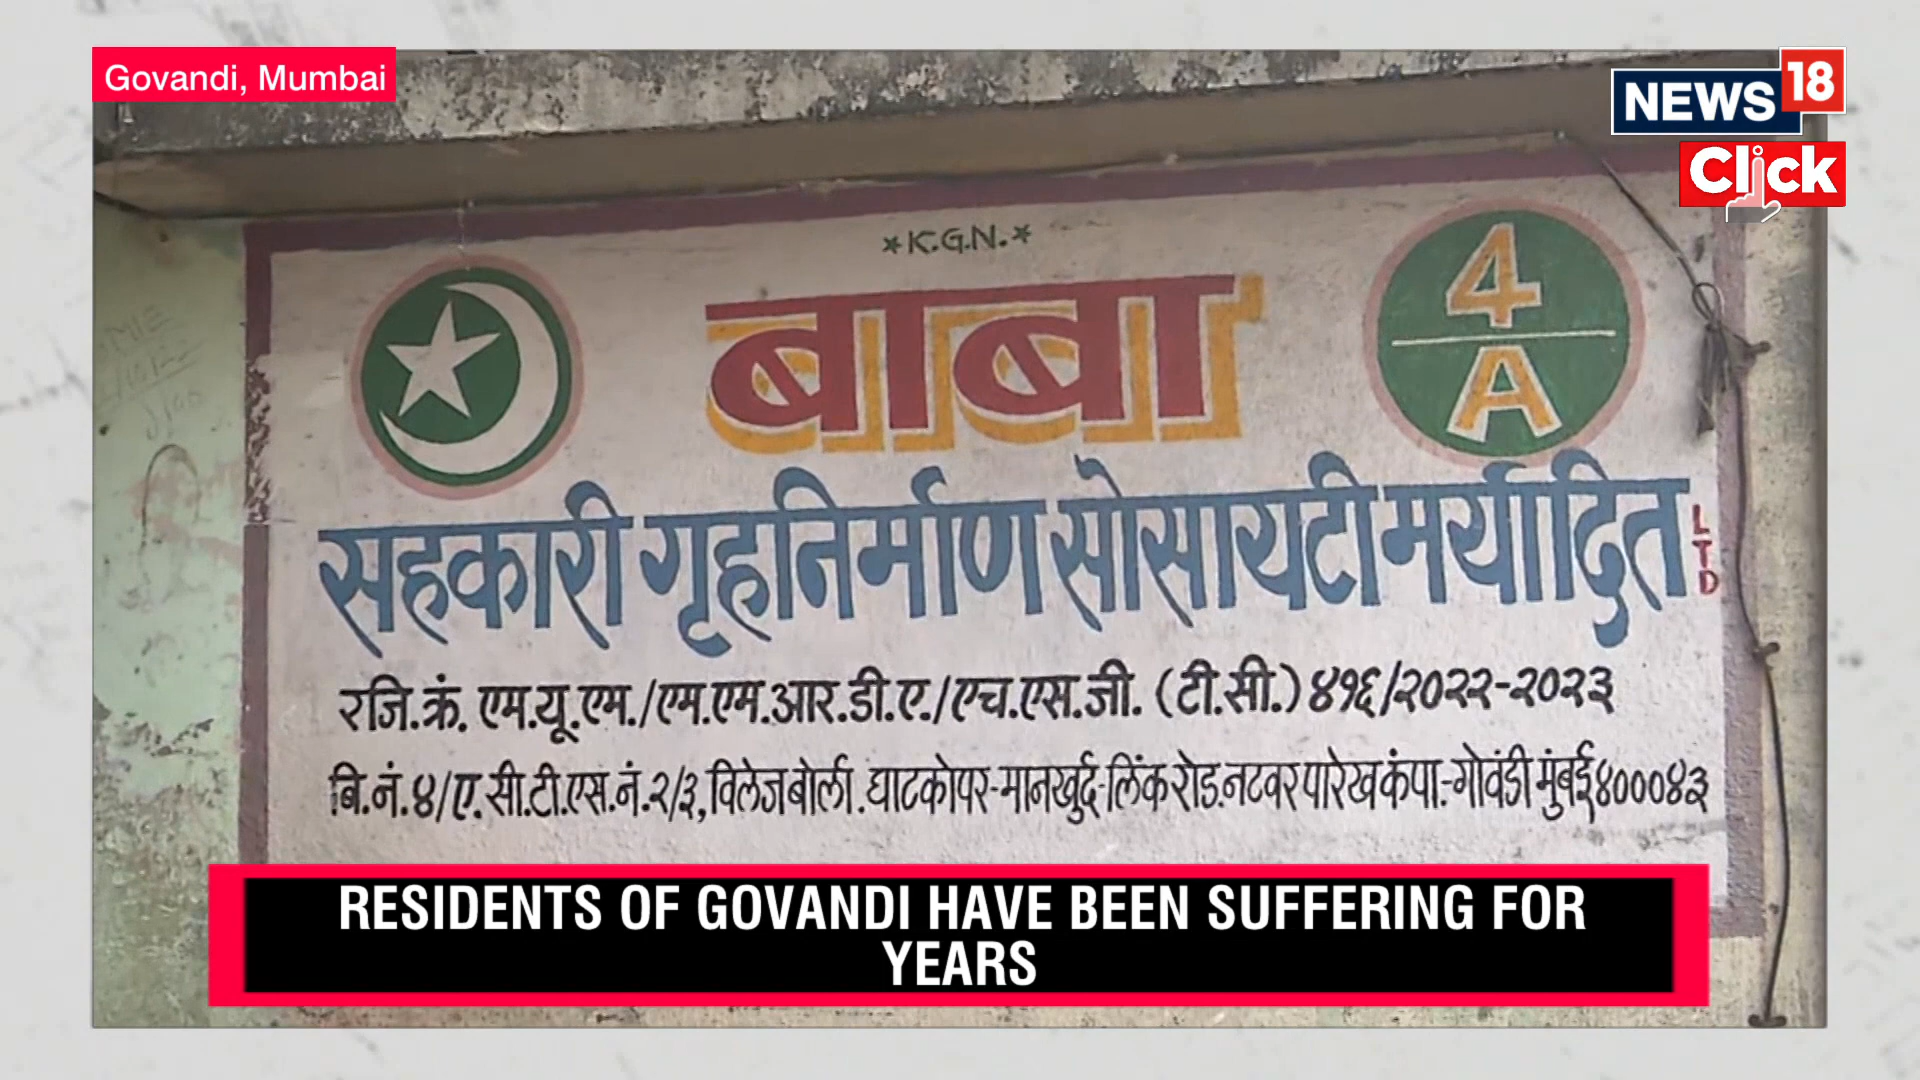 Govandi, Mumbai
NEWS 18
Click
*K.G.N.*
बाबा
4
A
सहकारी गृहनिर्माण सोसायटी मर्यादित
LTD
रजि.क्रं. एम.यू.एम./एम.एम.आर.डी.ए./एच.एस.जी. (टी.सी.) ४१६/२०२२-२०२३
बि.नं.४/ए. सी.टी.एस.नं.२/३, विलेज बोर्ला. घाटकोपर-मानखुर्द-लिंक रोड. नटवर पारेख कंपा.-गोवंडी मुंबई ४०००४३
RESIDENTS OF GOVANDI HAVE BEEN SUFFERING FOR
YEARS